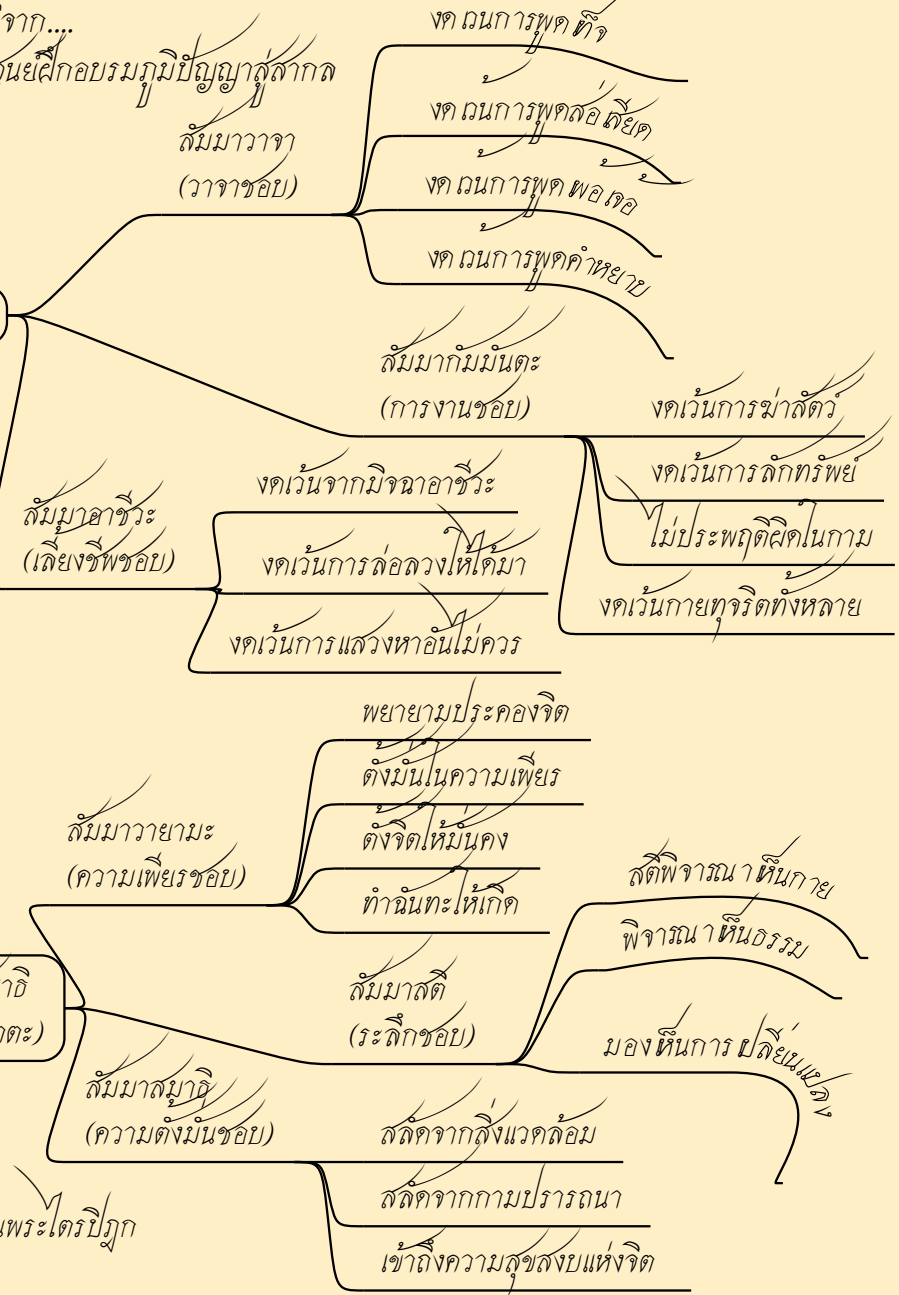 จาก....
ศูนย์ฝึกอบรมภูมิปัญญาสู่สากล
สัมมาวาจา
(วาจาชอบ)
งดเว้นการพูดเท็จ
งดเว้นการพูดส่อเสียด
งดเว้นการพูดเพ้อเจ้อ
งดเว้นการพูดคำหยาบ
สัมมากัมมันตะ
(การงานชอบ)
งดเว้นการฆ่าสัตว์
งดเว้นการลักทรัพย์
ไม่ประพฤติผิดในกาม
งดเว้นกายทุจริตทั้งหลาย
สัมมาอาชีวะ
(เลี้ยงชีพชอบ)
งดเว้นจากมิจฉาอาชีวะ
งดเว้นการล่อลวงให้ได้มา
งดเว้นการแสวงหาอันไม่ควร
สัมมาวายามะ
(ความเพียรชอบ)
พยายามประคองจิต
ตั้งมั่นในความเพียร
ตั้งจิตให้มั่นคง
ทำฉันทะให้เกิด
สัมมาสติ
(ระลึกชอบ)
สติพิจารณาเห็นกาย
พิจารณาเห็นธรรม
มองเห็นการเปลี่ยนแปลง
สัมมาสมาธิ
(ความตั้งมั่นชอบ)
สลัดจากสิ่งแวดล้อม
สลัดจากกามปรารถนา
เข้าถึงความสุขสงบแห่งจิต
พระไตรปิฎก